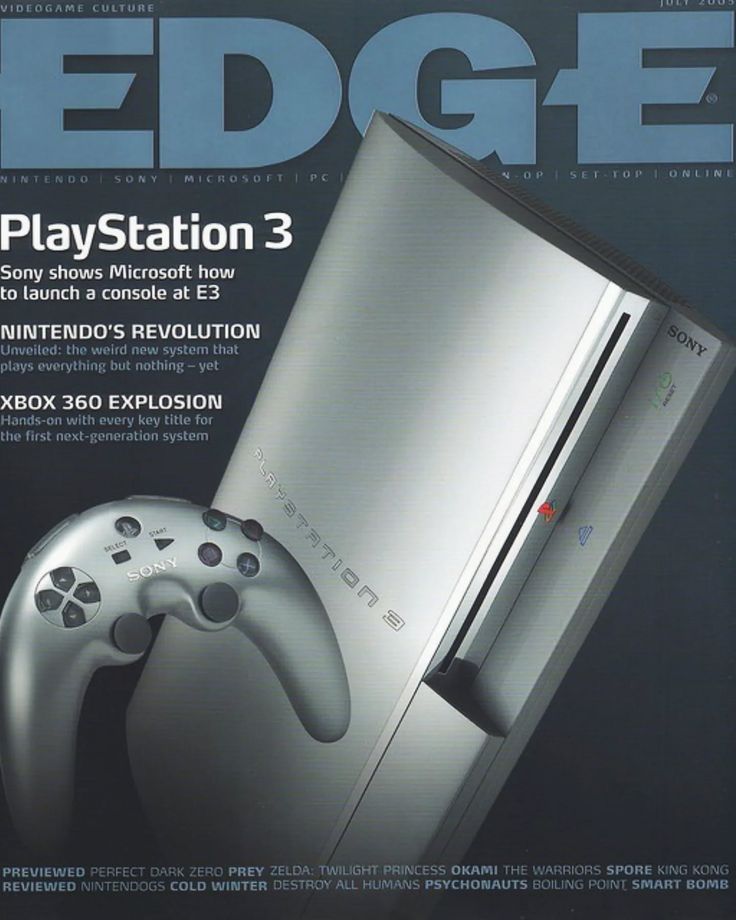 VIDEOGAME CULTURE
JULY 2005
EDGE
NINTENDO | SONY | MICROSOFT | PC | N-OP | SET-TOP | ONLINE
PlayStation 3
Sony shows Microsoft how
to launch a console at E3
NINTENDO'S REVOLUTION
Unveiled: the weird new system that
plays everything but nothing – yet
XBOX 360 EXPLOSION
Hands-on with every key title for
the first next-generation system
SONY
RESET
PLAYSTATION 3
SELECT
START
SONY
PREVIEWED PERFECT DARK ZERO PREY ZELDA: TWILIGHT PRINCESS OKAMI THE WARRIORS SPORE KING KONG
REVIEWED NINTENDOGS COLD WINTER DESTROY ALL HUMANS PSYCHONAUTS BOILING POINT SMART BOMB